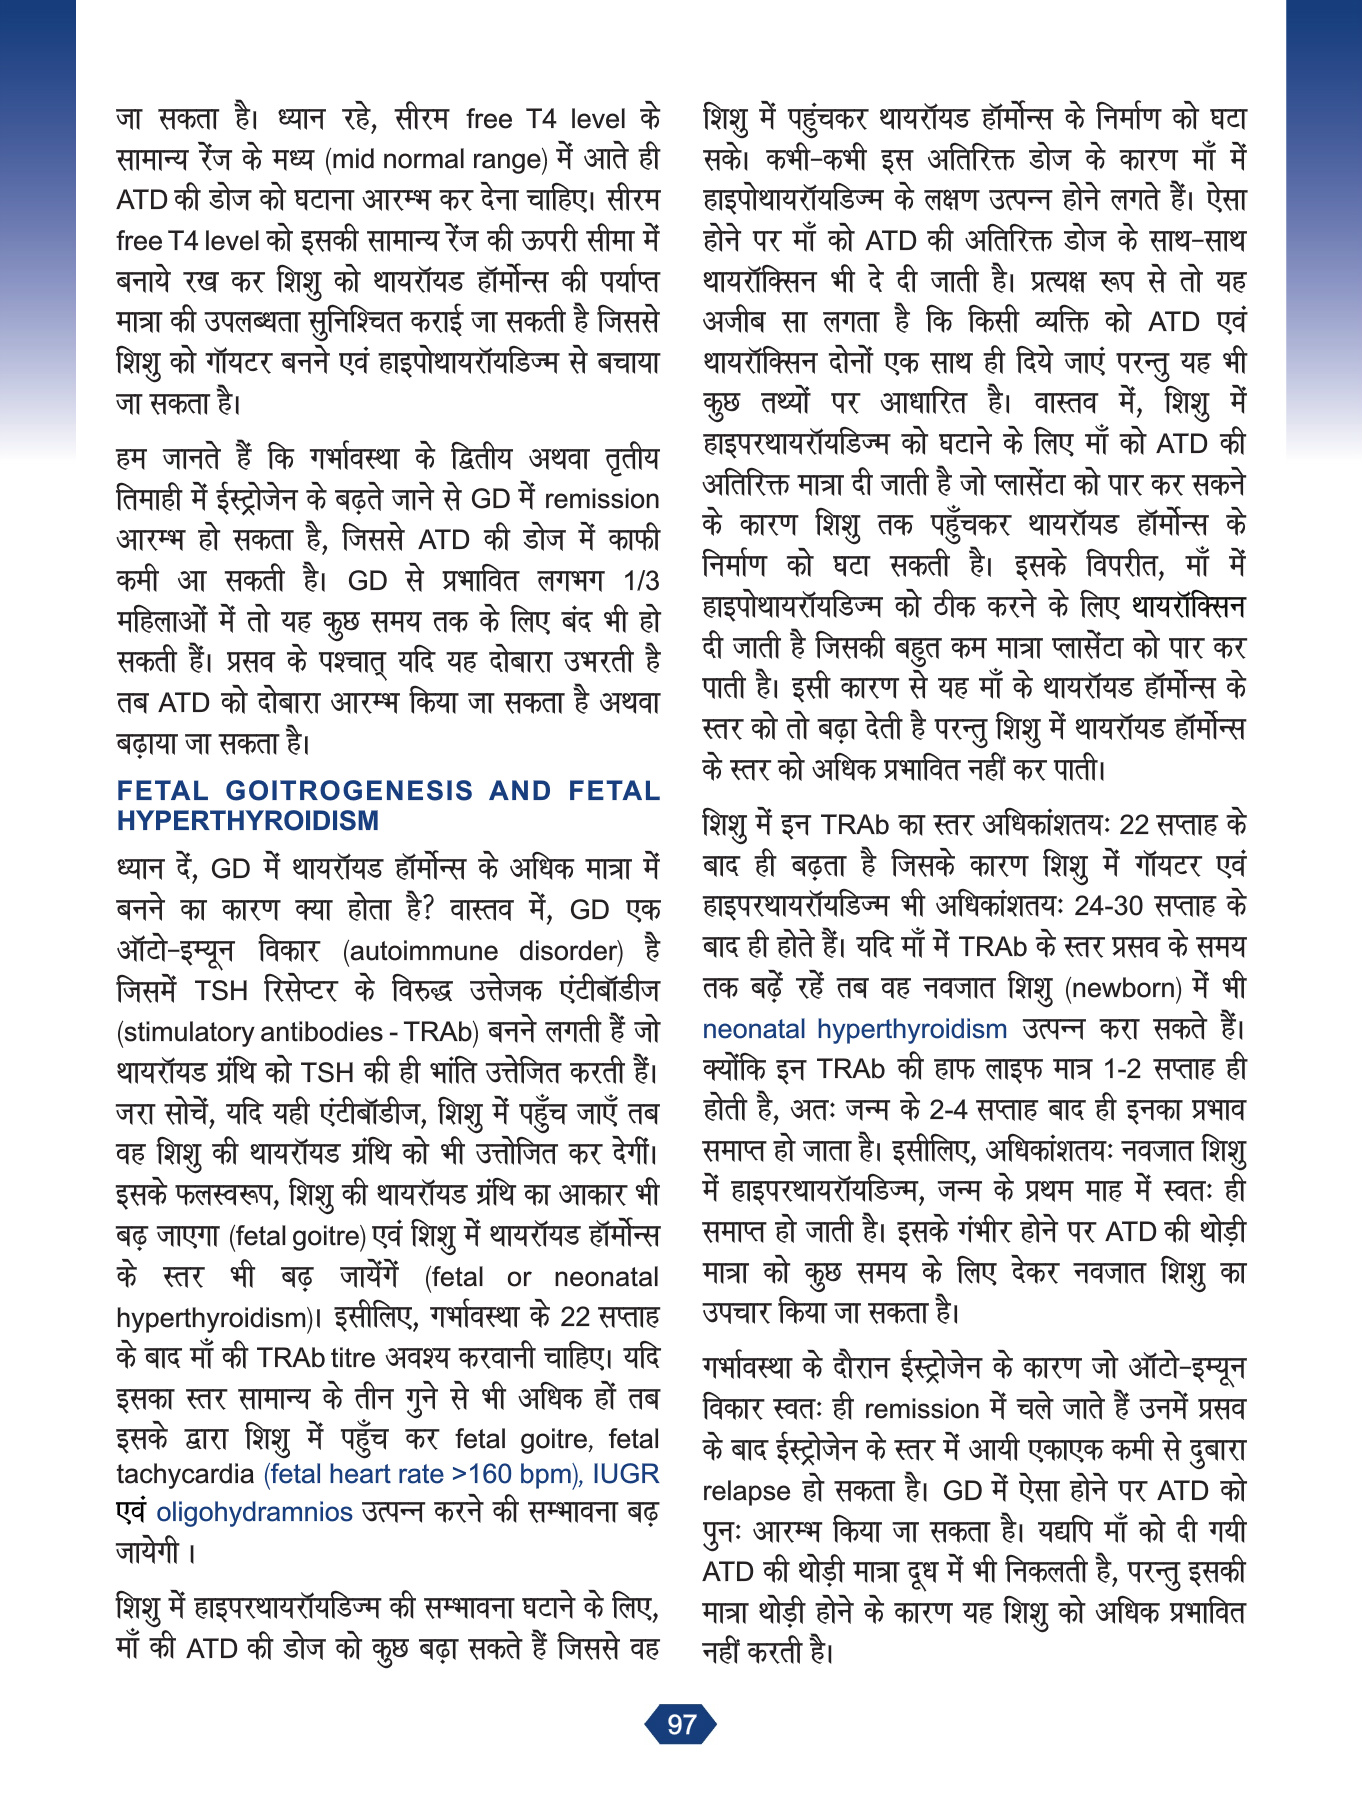 जा सकता है। ध्यान रहे, सीरम free T4 level के
सामान्य रेंज के मध्य (mid normal range) में आते ही
ATD की डोज को घटाना आरम्भ कर देना चाहिए। सीरम
free T4 level को इसकी सामान्य रेंज की ऊपरी सीमा में
बनाये रख कर शिशु को थायरॉयड हॉर्मोन्स की पर्याप्त
मात्रा की उपलब्धता सुनिश्चित कराई जा सकती है जिससे
शिशु को गॉयटर बनने एवं हाइपोथायरॉयडिज्म से बचाया
जा सकता है।
हम जानते हैं कि गर्भावस्था के द्वितीय अथवा तृतीय
तिमाही में ईस्ट्रोजेन के बढ़ते जाने से GD में remission
आरम्भ हो सकता है, जिससे ATD की डोज में काफी
कमी आ सकती है। GD से प्रभावित लगभग 1/3
महिलाओं में तो यह कुछ समय तक के लिए बंद भी हो
सकती हैं। प्रसव के पश्चात् यदि यह दोबारा उभरती है
तब ATD को दोबारा आरम्भ किया जा सकता है अथवा
बढ़ाया जा सकता है।
FETAL GOITROGENESIS AND FETAL
HYPERTHYROIDISM
ध्यान दें, GD में थायरॉयड हॉर्मोन्स के अधिक मात्रा में
बनने का कारण क्या होता है? वास्तव में, GD एक
ऑटो-इम्यून विकार (autoimmune disorder) है
जिसमें TSH रिसेप्टर के विरुद्ध उत्तेजक एंटीबॉडीज
(stimulatory antibodies - TRAb) बनने लगती हैं जो
थायरॉयड ग्रंथि को TSH की ही भांति उत्तेजित करती हैं।
जरा सोचें, यदि यही एंटीबॉडीज, शिशु में पहुँच जाएँ तब
वह शिशु की थायरॉयड ग्रंथि को भी उत्तोजित कर देगीं।
इसके फलस्वरूप, शिशु की थायरॉयड ग्रंथि का आकार भी
बढ़ जाएगा (fetal goitre) एवं शिशु में थायरॉयड हॉर्मोन्स
के स्तर भी बढ़ जायेंगें (fetal or neonatal
hyperthyroidism)। इसीलिए, गर्भावस्था के 22 सप्ताह
के बाद माँ की TRAb titre अवश्य करवानी चाहिए। यदि
इसका स्तर सामान्य के तीन गुने से भी अधिक हों तब
इसके द्वारा शिशु में पहुँच कर fetal goitre, fetal
tachycardia (fetal heart rate >160 bpm), IUGR
एवं oligohydramnios उत्पन्न करने की सम्भावना बढ़
जायेगी ।
शिशु में हाइपरथायरॉयडिज्म की सम्भावना घटाने के लिए,
माँ की ATD की डोज को कुछ बढ़ा सकते हैं जिससे वह
शिशु में पहुंचकर थायरॉयड हॉर्मोन्स के निर्माण को घटा
सके। कभी-कभी इस अतिरिक्त डोज के कारण माँ में
हाइपोथायरॉयडिज्म के लक्षण उत्पन्न होने लगते हैं। ऐसा
होने पर माँ को ATD की अतिरिक्त डोज के साथ-साथ
थायरॉक्सिन भी दे दी जाती है। प्रत्यक्ष रूप से तो यह
अजीब सा लगता है कि किसी व्यक्ति को ATD एवं
थायरॉक्सिन दोनों एक साथ ही दिये जाएं परन्तु यह भी
कुछ तथ्यों पर आधारित है। वास्तव में, शिशु में
हाइपरथायरॉयडिज्म को घटाने के लिए माँ को ATD की
अतिरिक्त मात्रा दी जाती है जो प्लासेंटा को पार कर सकने
के कारण शिशु तक पहुँचकर थायरॉयड हॉर्मोन्स के
निर्माण को घटा सकती है। इसके विपरीत, माँ में
हाइपोथायरॉयडिज्म को ठीक करने के लिए थायरॉक्सिन
दी जाती है जिसकी बहुत कम मात्रा प्लासेंटा को पार कर
पाती है। इसी कारण से यह माँ के थायरॉयड हॉर्मोन्स के
स्तर को तो बढ़ा देती है परन्तु शिशु में थायरॉयड हॉर्मोन्स
के स्तर को अधिक प्रभावित नहीं कर पाती।
शिशु में इन TRAb का स्तर अधिकांशतयः 22 सप्ताह के
बाद ही बढ़ता है जिसके कारण शिशु में गॉयटर एवं
हाइपरथायरॉयडिज्म भी अधिकांशतयः 24-30 सप्ताह के
बाद ही होते हैं। यदि माँ में TRAb के स्तर प्रसव के समय
तक बढ़ें रहें तब वह नवजात शिशु (newborn) में भी
neonatal hyperthyroidism उत्पन्न करा सकते हैं।
क्योंकि इन TRAb की हाफ लाइफ मात्र 1-2 सप्ताह ही
होती है, अतः जन्म के 2-4 सप्ताह बाद ही इनका प्रभाव
समाप्त हो जाता है। इसीलिए, अधिकांशतयः नवजात शिशु
में हाइपरथायरॉयडिज्म, जन्म के प्रथम माह में स्वतः ही
समाप्त हो जाती है। इसके गंभीर होने पर ATD की थोड़ी
मात्रा को कुछ समय के लिए देकर नवजात शिशु का
उपचार किया जा सकता है।
गर्भावस्था के दौरान ईस्ट्रोजेन के कारण जो ऑटो-इम्यून
विकार स्वतः ही remission में चले जाते हैं उनमें प्रसव
के बाद ईस्ट्रोजेन के स्तर में आयी एकाएक कमी से दुबारा
relapse हो सकता है। GD में ऐसा होने पर ATD को
पुनः आरम्भ किया जा सकता है। यद्यपि माँ को दी गयी
ATD की थोड़ी मात्रा दूध में भी निकलती है, परन्तु इसकी
मात्रा थोड़ी होने के कारण यह शिशु को अधिक प्रभावित
नहीं करती है।
97